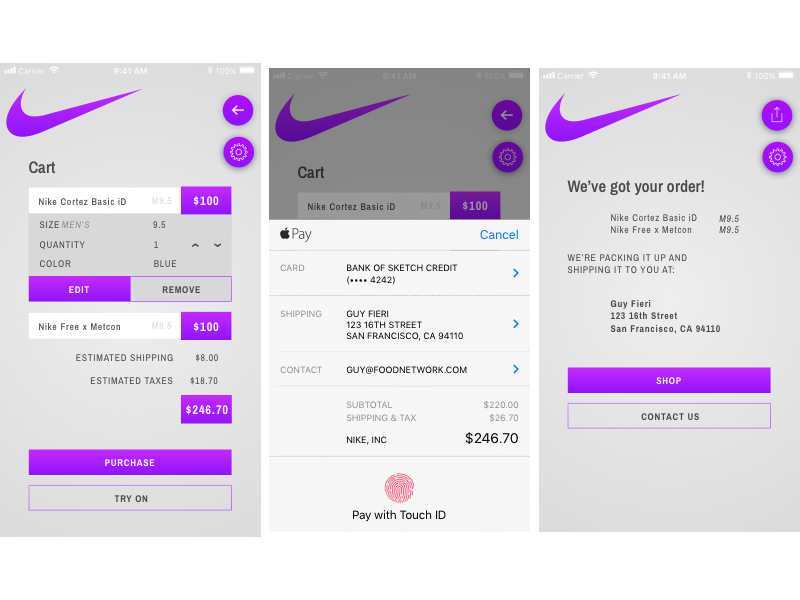 Carrier 9:41 AM 100%
Cart
Nike Cortez Basic iD M9.5 $100
SIZE MEN'S 9.5
QUANTITY 1
COLOR BLUE
EDIT REMOVE
Nike Free x Metcon M9.5 $100
ESTIMATED SHIPPING $8.00
ESTIMATED TAXES $18.70
$246.70
PURCHASE
TRY ON
Carrier 9:41 AM 100%
Cart
Nike Cortez Basic iD M9.5 $100
Pay Cancel
CARD BANK OF SKETCH CREDIT
(•••• 4242)
SHIPPING GUY FIERI
123 16TH STREET
SAN FRANCISCO, CA 94110
CONTACT GUY@FOODNETWORK.COM
SUBTOTAL $220.00
SHIPPING & TAX $26.70
NIKE, INC $246.70
Pay with Touch ID
Carrier 9:41 AM 100%
We've got your order!
Nike Cortez Basic iD M9.5
Nike Free x Metcon M9.5
WE'RE PACKING IT UP AND
SHIPPING IT TO YOU AT:
Guy Fieri
123 16th Street
San Francisco, CA 94110
SHOP
CONTACT US